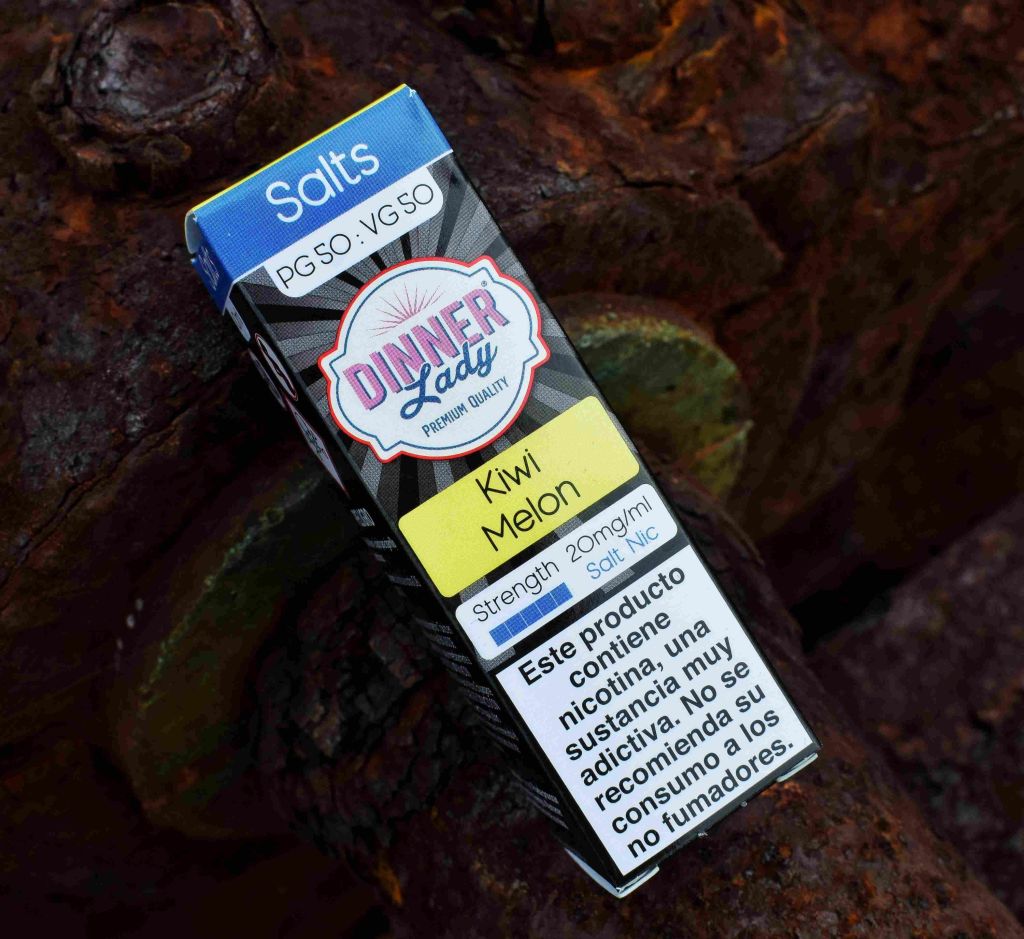 Salts
PG 50 : VG 50
DINNER
Lady
PREMIUM QUALITY
Kiwi
Melon
Strength 20mg/ml
Salt Nic
Este producto
contiene
nicotina, una
sustancia muy
adictiva. No se
recomienda su
consumo a los
no fumadores.